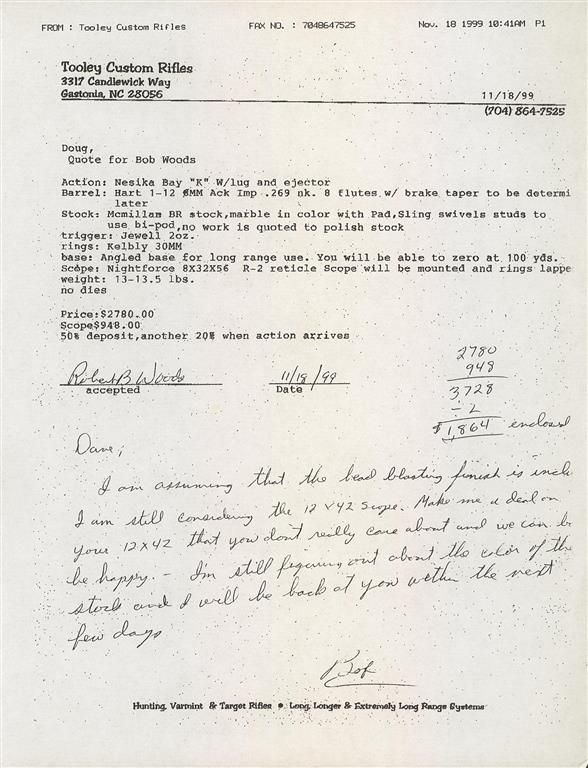 FROM : Tooley Custom Rifles FAX NO. : 7048647525 Nov. 18 1999 10:41AM P1
Tooley Custom Rifles
3317 Candlewick Way
Gastonia, NC 28056
11/18/99
(704) 864-7525
Doug,
Quote for Bob Woods
Action: Nesika Bay "K" W/lug and ejector
Barrel: Hart 1-12 6MM Ack Imp .269 nk. 8 flutes w/ brake taper to be determi
later
Stock: Mcmillan BR stock,marble in color with Pad,Sling swivels studs to
use bi-pod,no work is quoted to polish stock
trigger: Jewell 2oz.
rings: Kelbly 30MM
base: Angled base for long range use. You will be able to zero at 100 yds.
Scope: Nightforce 8X32X56 R-2 reticle Scope will be mounted and rings lappe
weight: 13-13.5 lbs.
no dies
Price:$2780.00
Scope$948.00
50% deposit,another 20% when action arrives
2780
948
Robert B Woods 11/18/99
accepted Date
3728
÷ 2
$ 1,864 enclosed
Dave;
I am assuming that the bead blasting finish is incl
I am still considering the 12x42 scope. Make me a deal on
your 12x42 that you don't really care about and we can b
be happy. - I'm still figuring out about the color of the
stock and I will be back at you within the next
few days
Bob
Hunting, Varmint & Target Rifles • Long, Longer & Extremely Long Range Systems